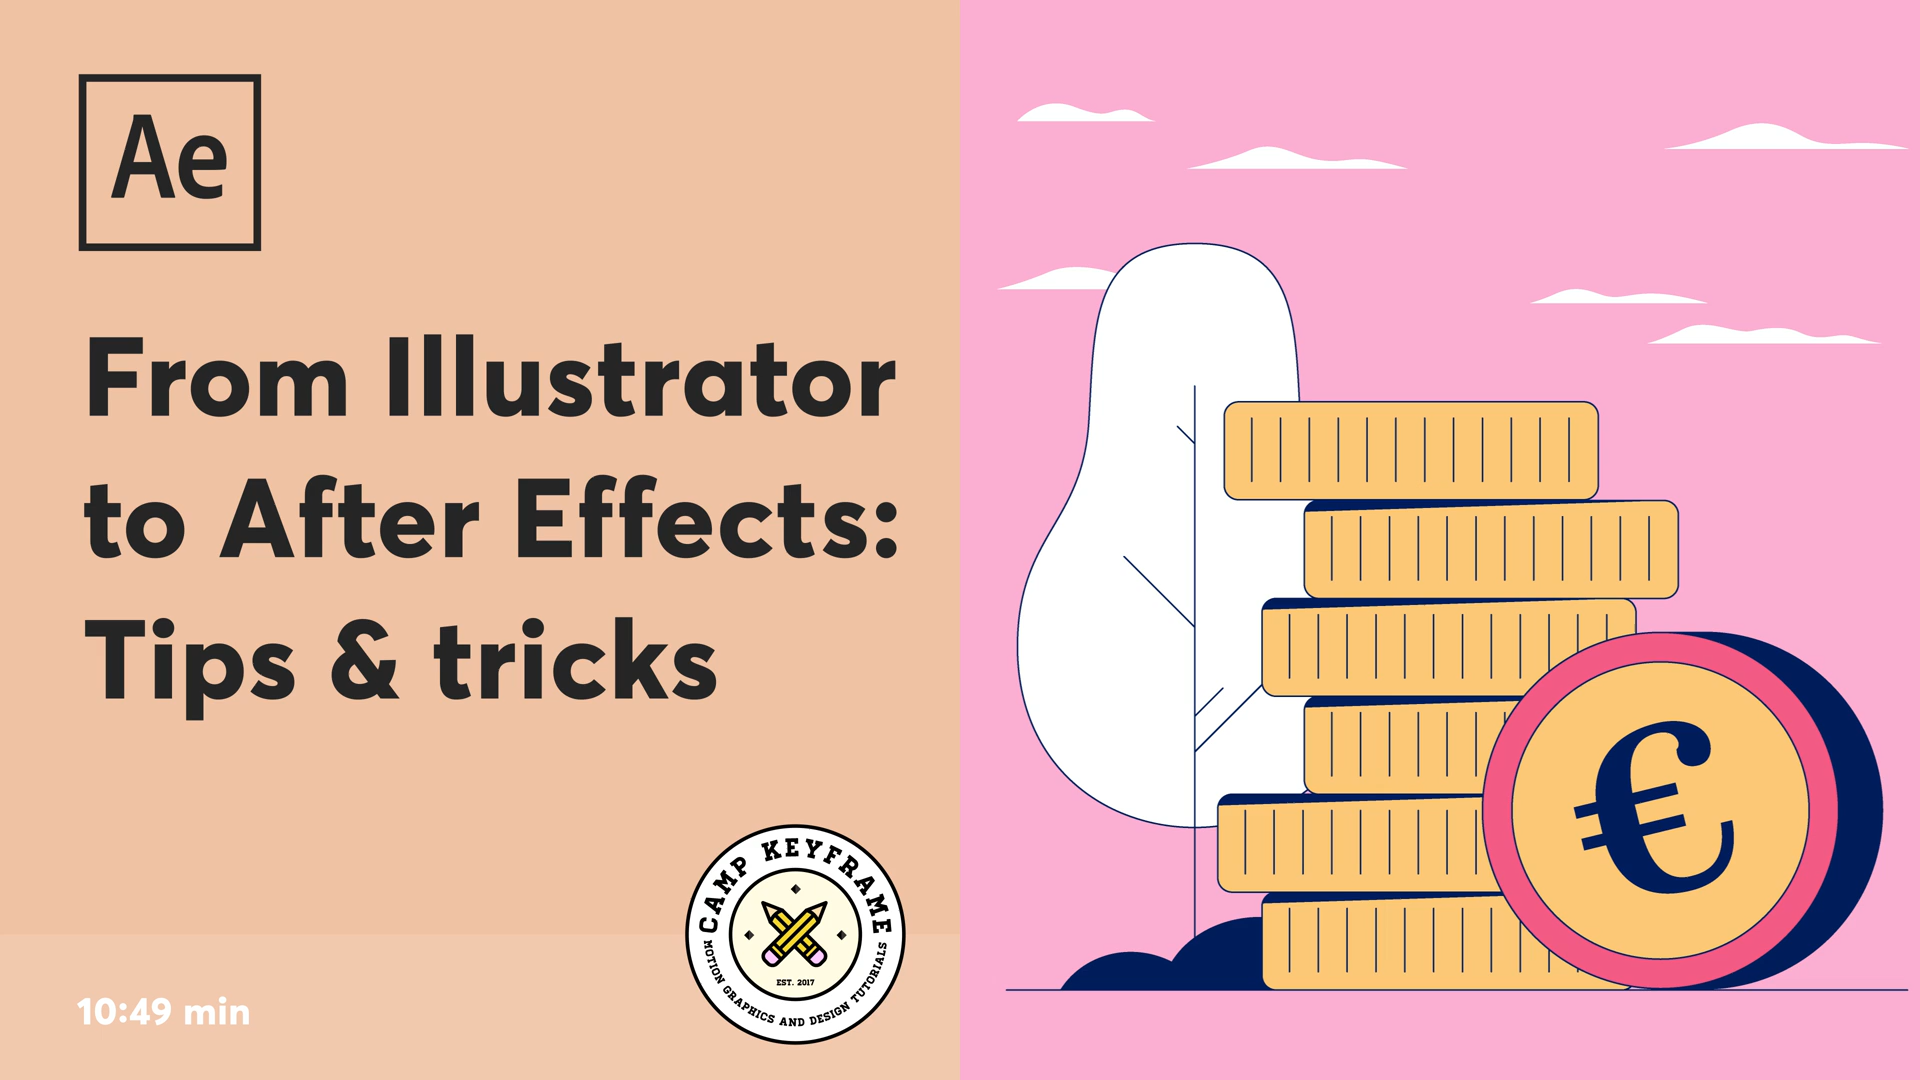 Ae
From Illustrator
to After Effects:
Tips & tricks
CAMP KEYFRAME
EST. 2017
MOTION GRAPHICS AND DESIGN TUTORIALS
10:49 min
€